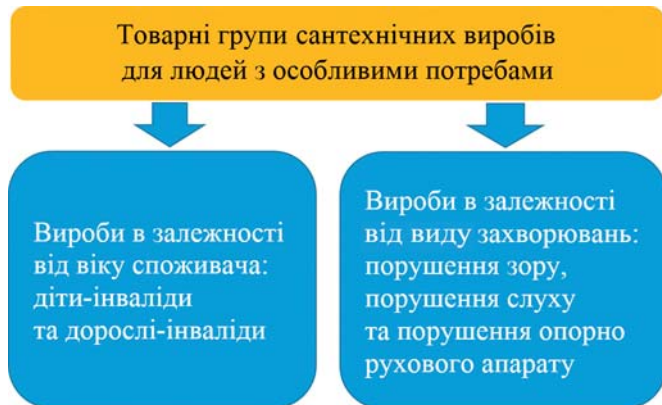 Товарні групи сантехнічних виробів
для людей з особливими потребами
Вироби в залежності
від віку споживача:
діти-інваліди
та дорослі-інваліди
Вироби в залежності
від виду захворювань:
порушення зору,
порушення слуху
та порушення опорно
рухового апарату